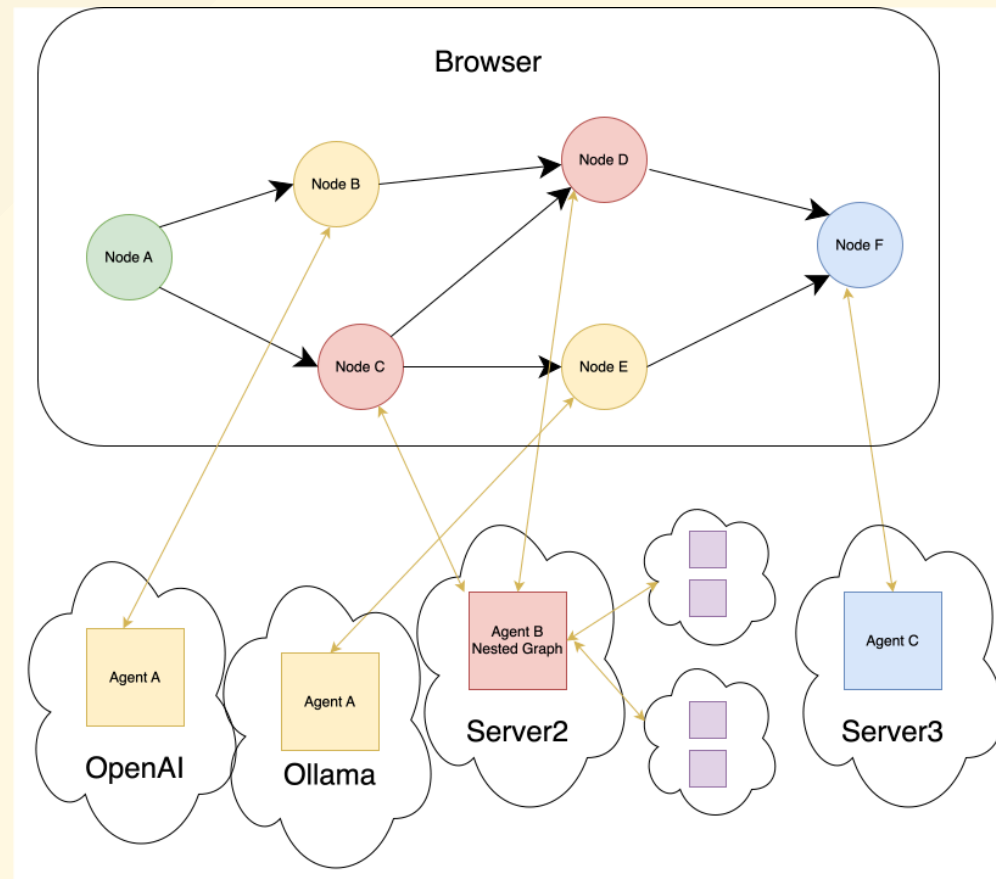 Browser
Node A
Node B
Node C
Node D
Node E
Node F
Agent A
OpenAI
Agent A
Ollama
Agent B
Nested Graph
Server2
Agent C
Server3